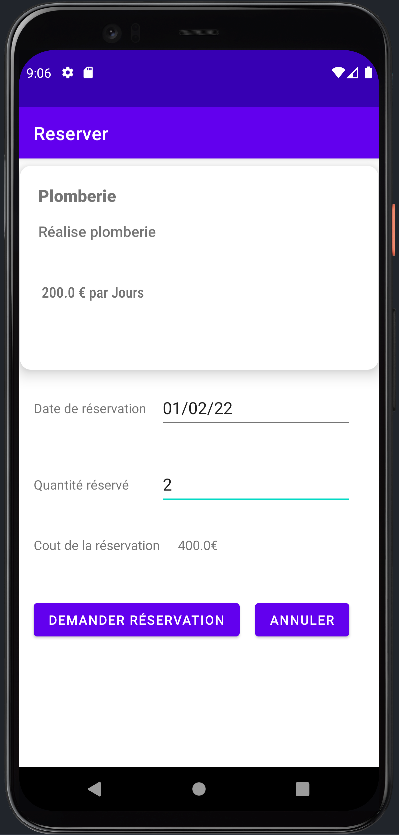 9:06
Reserver
Plomberie
Réalise plomberie
200.0 € par Jours
Date de réservation 01/02/22
Quantité réservé 2
Cout de la réservation 400.0€
DEMANDER RÉSERVATION ANNULER